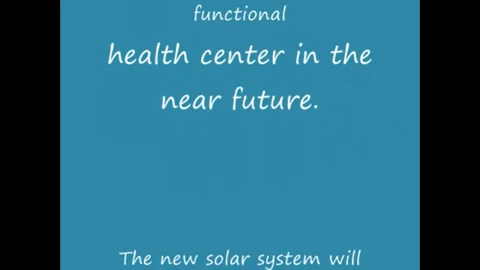 functional
health center in the
near future.
The new solar system will